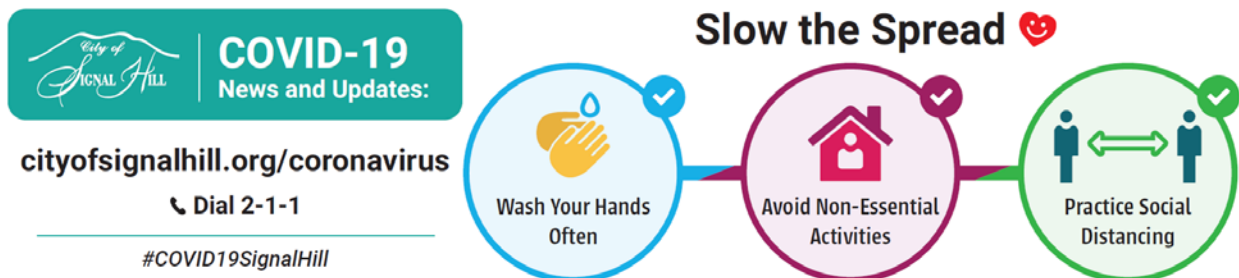 City of
Signal Hill
COVID-19
News and Updates:
cityofsignalhill.org/coronavirus
Dial 2-1-1
#COVID19SignalHill
Slow the Spread
Wash Your Hands
Often
Avoid Non-Essential
Activities
Practice Social
Distancing